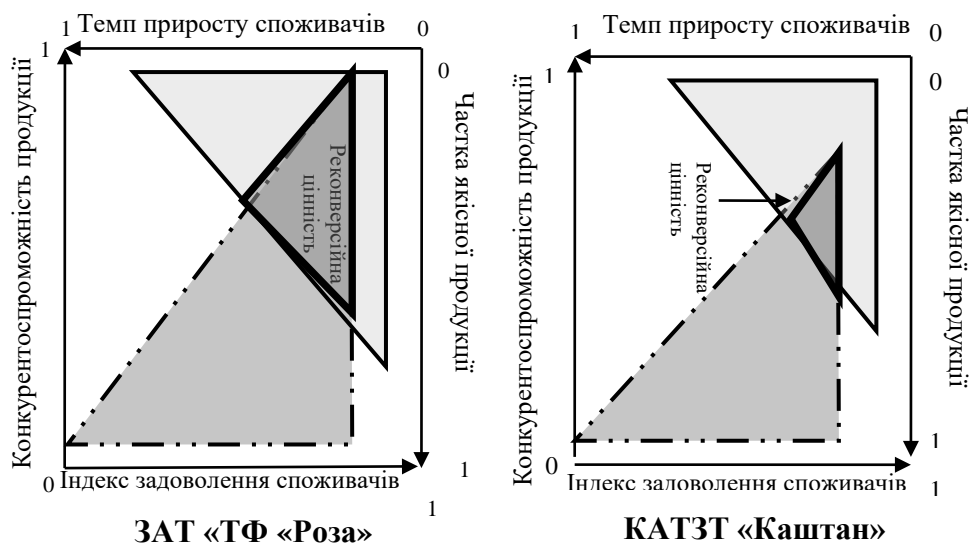 1 Темп приросту споживачів 0
1
0
Конкурентоспроможність продукції
Частка якісної продукції
Реконверсійна
цінність
0
1
Індекс задоволення споживачів
1
ЗАТ «ТФ «Роза»
1 Темп приросту споживачів 0
1
0
Конкурентоспроможність продукції
Частка якісної продукції
Реконверсійна
цінність
0
1
Індекс задоволення споживачів
1
КАТЗТ «Каштан»